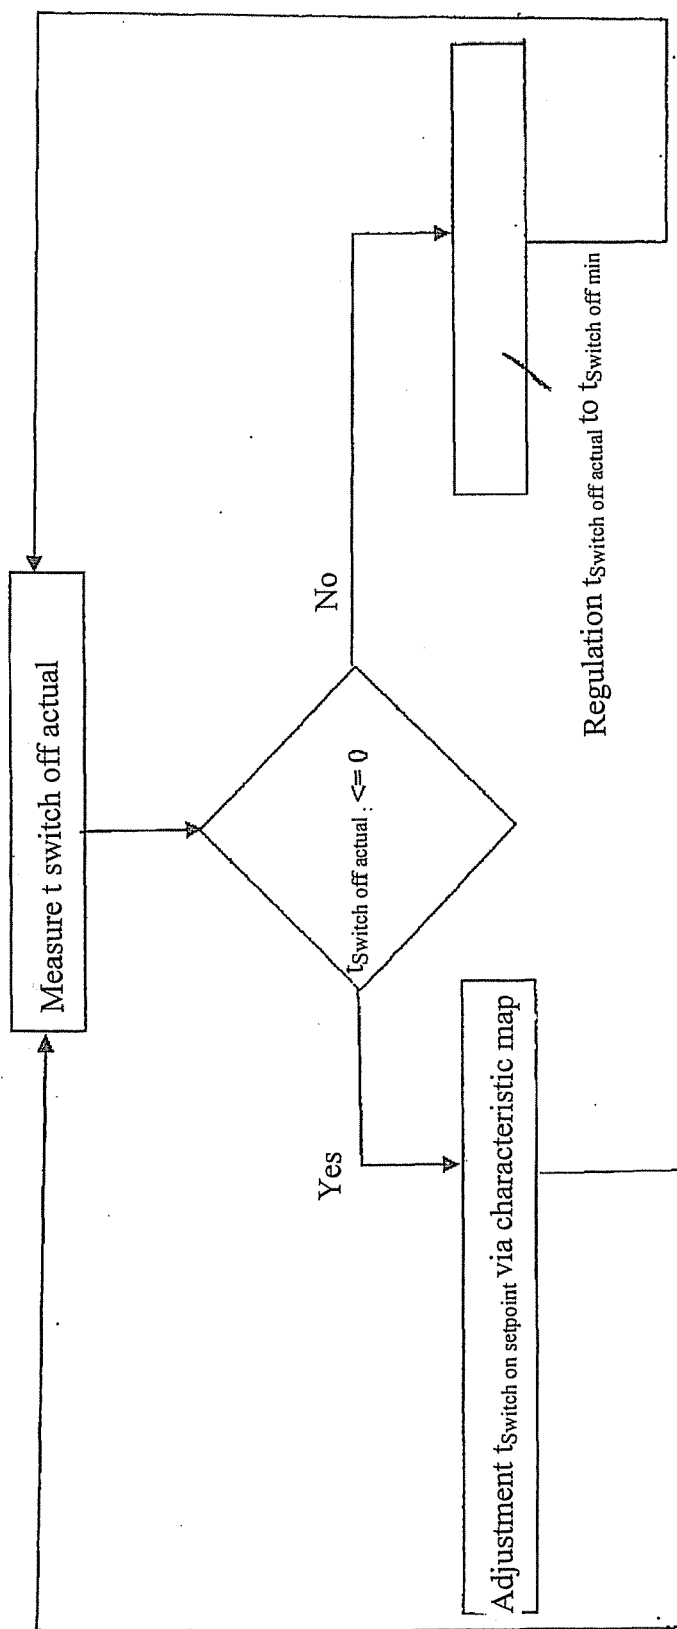 Measure t switch off actual
tSwitch off actual : <= 0
Yes
No
Adjustment tSwitch on setpoint via characteristic map
Regulation tSwitch off actual to tSwitch off min